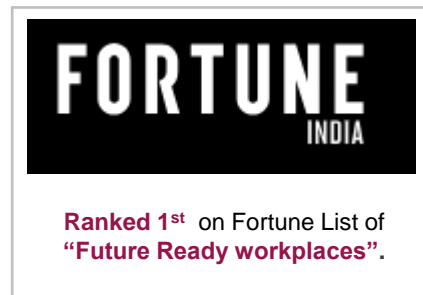 FORTUNE
INDIA
Ranked 1st on Fortune List of
“Future Ready workplaces”.